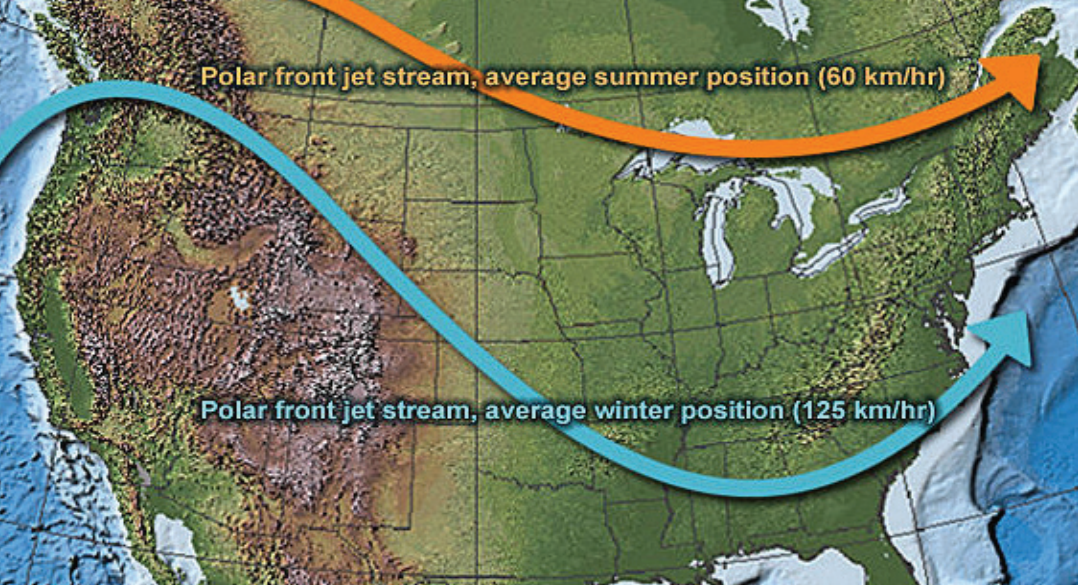 Polar front jet stream, average summer position (60 km/hr)
Polar front jet stream, average winter position (125 km/hr)